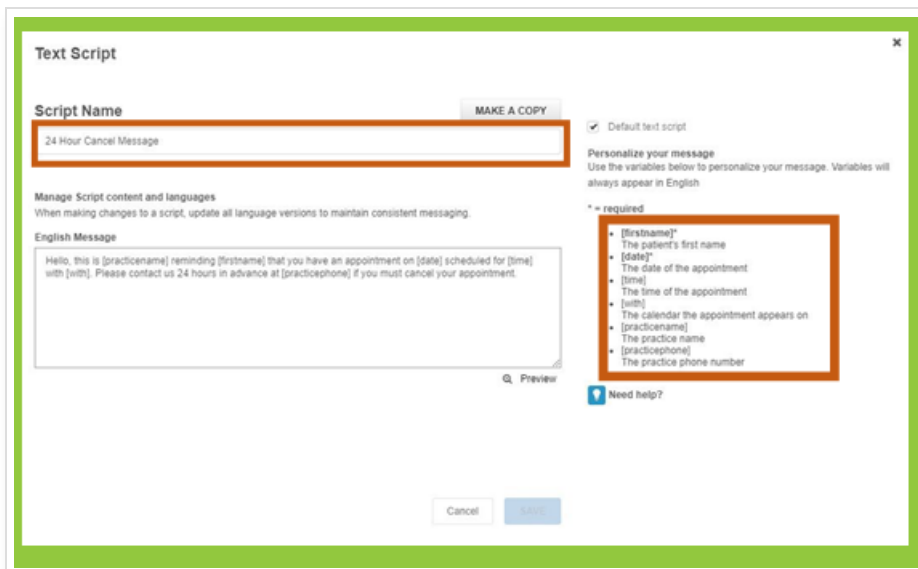 Text Script
×
Script Name
MAKE A COPY
24 Hour Cancel Message
Manage Script content and languages
When making changes to a script, update all language versions to maintain consistent messaging.
English Message
Hello, this is [practicename] reminding [firstname] that you have an appointment on [date] scheduled for [time]
with [with]. Please contact us 24 hours in advance at [practicephone] if you must cancel your appointment.
Preview
Default text script
Personalize your message
Use the variables below to personalize your message. Variables will
always appear in English
* = required
• [firstname]*
The patient's first name
• [date]*
The date of the appointment
• [time]
The time of the appointment
• [with]
The calendar the appointment appears on
• [practicename]
The practice name
• [practicephone]
The practice phone number
Need help?
Cancel
SAVE